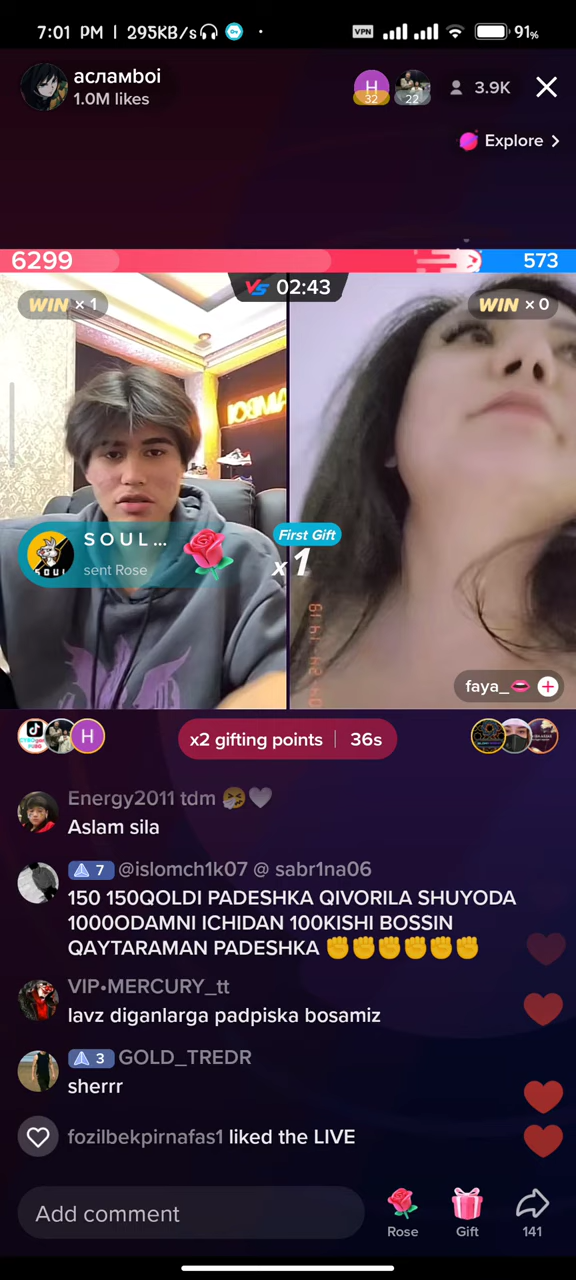 7:01 PM | 295KB/s
VPN
91%
асламboi
1.0M likes
H
32
22
3.9K
Explore
6299
573
VS 02:43
WIN x 1
WIN x 0
S O U L ...
sent Rose
SOUL
First Gift
x 1
faya_👄
H
x2 gifting points | 36s
Energy2011 tdm 🤧🤍
Aslam sila
7 @islomch1k07 @ sabr1na06
150 150QOLDI PADESHKA QIVORILA SHUYODA
1000ODAMNI ICHIDAN 100KISHI BOSSIN
QAYTARAMAN PADESHKA ✊✊✊✊✊✊
VIP•MERCURY_tt
lavz diganlarga padpiska bosamiz
3 GOLD_TREDR
sherrr
fozilbekpirnafas1 liked the LIVE
Add comment
Rose
Gift
141